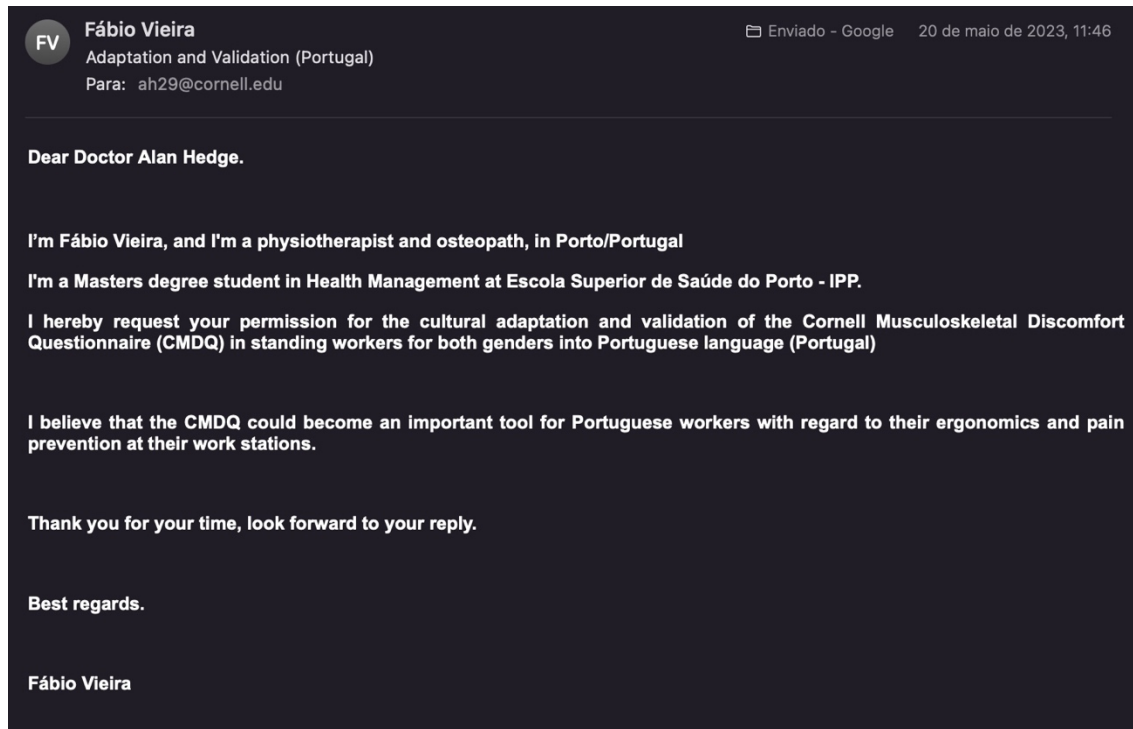 FV
Fábio Vieira
Enviado - Google 20 de maio de 2023, 11:46
Adaptation and Validation (Portugal)
Para: ah29@cornell.edu
Dear Doctor Alan Hedge.
I’m Fábio Vieira, and I'm a physiotherapist and osteopath, in Porto/Portugal
I'm a Masters degree student in Health Management at Escola Superior de Saúde do Porto - IPP.
I hereby request your permission for the cultural adaptation and validation of the Cornell Musculoskeletal Discomfort
Questionnaire (CMDQ) in standing workers for both genders into Portuguese language (Portugal)
I believe that the CMDQ could become an important tool for Portuguese workers with regard to their ergonomics and pain
prevention at their work stations.
Thank you for your time, look forward to your reply.
Best regards.
Fábio Vieira